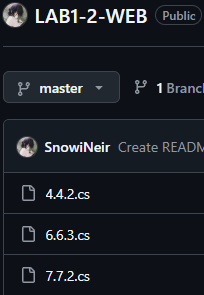 LAB1-2-WEB Public
master 1 Branc
SnowiNeir Create READM
4.4.2.cs
6.6.3.cs
7.7.2.cs